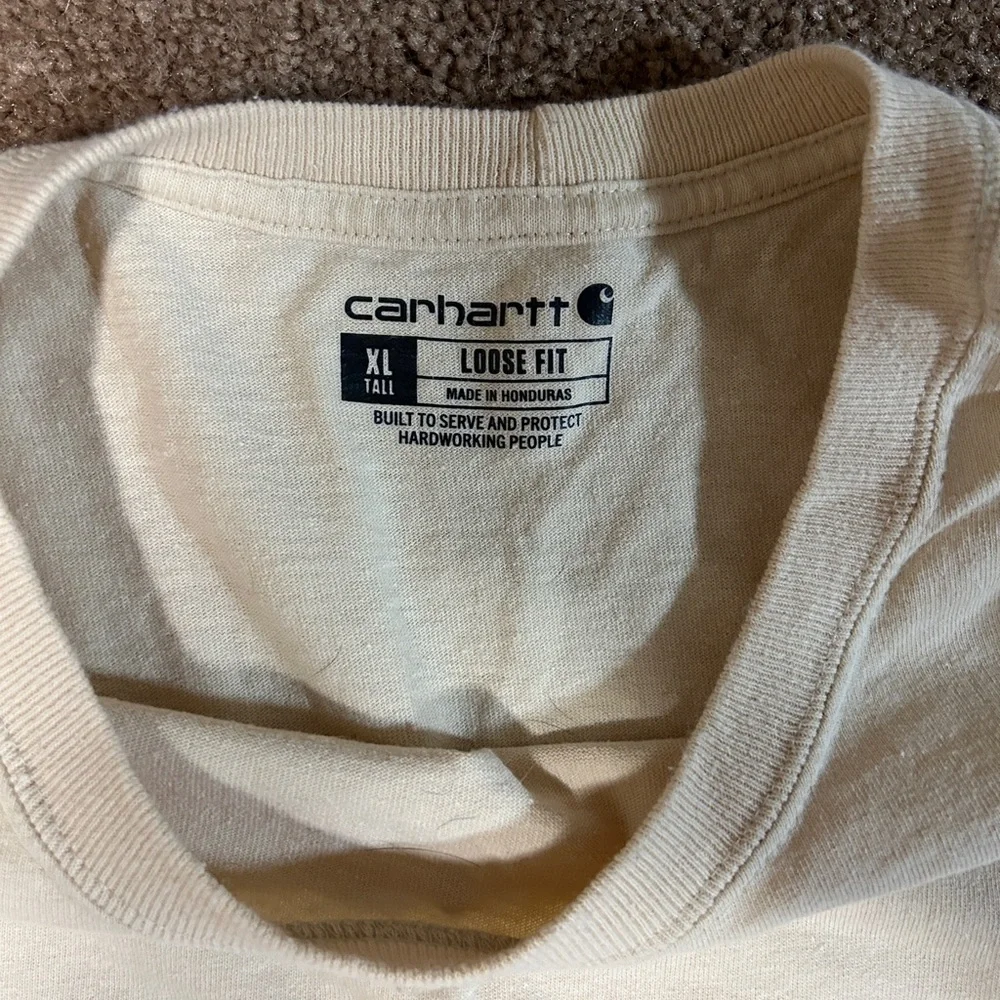 carhartt
XL
TALL
LOOSE FIT
MADE IN HONDURAS
BUILT TO SERVE AND PROTECT
HARDWORKING PEOPLE